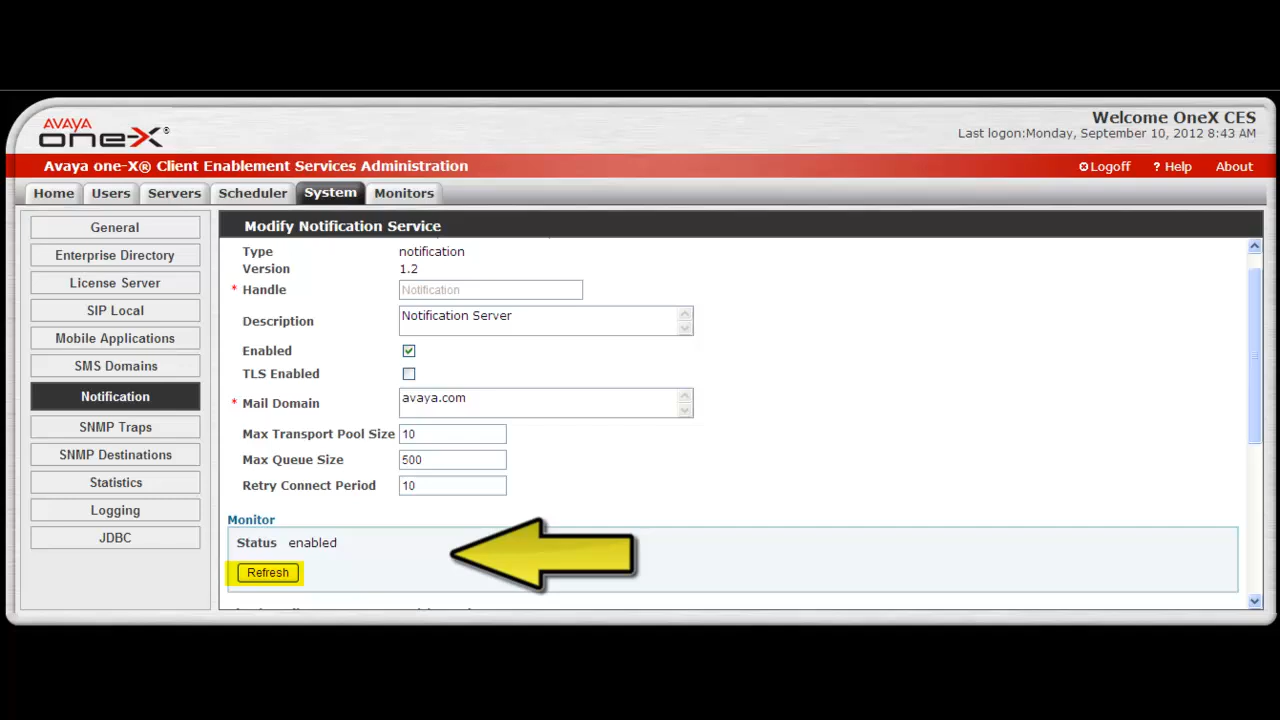 AVAYA
one-X®
Welcome OneX CES
Last logon:Monday, September 10, 2012 8:43 AM
Avaya one-X® Client Enablement Services Administration
Logoff ? Help About
Home Users Servers Scheduler System Monitors
General
Enterprise Directory
License Server
SIP Local
Mobile Applications
SMS Domains
Notification
SNMP Traps
SNMP Destinations
Statistics
Logging
JDBC
Modify Notification Service
Type notification
Version 1.2
* Handle Notification
Description Notification Server
Enabled
TLS Enabled
* Mail Domain avaya.com
Max Transport Pool Size 10
Max Queue Size 500
Retry Connect Period 10
Monitor
Status enabled
Refresh